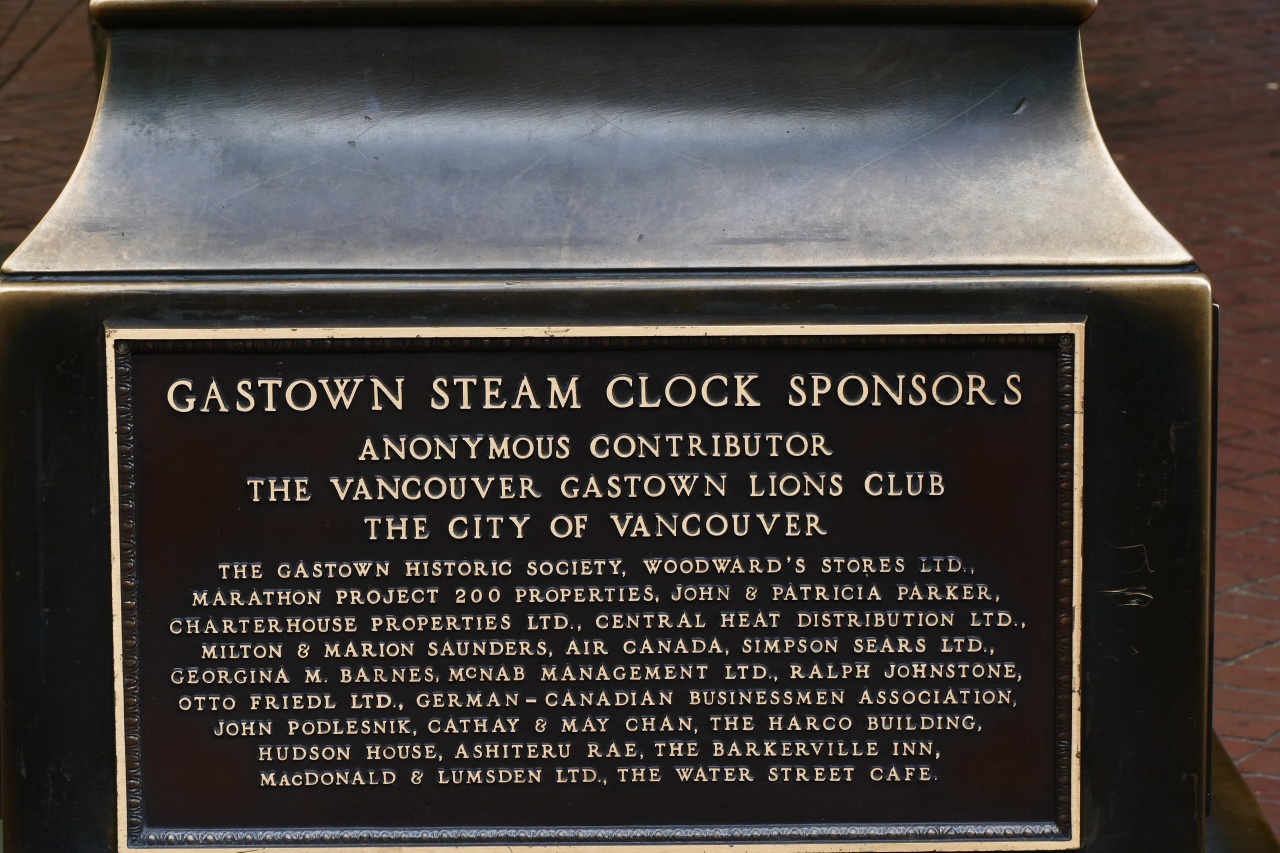 GASTOWN STEAM CLOCK SPONSORS
ANONYMOUS CONTRIBUTOR
THE VANCOUVER GASTOWN LIONS CLUB
THE CITY OF VANCOUVER
THE GASTOWN HISTORIC SOCIETY, WOODWARD'S STORES LTD.,
MARATHON PROJECT 200 PROPERTIES, JOHN & PATRICIA PARKER,
CHARTERHOUSE PROPERTIES LTD., CENTRAL HEAT DISTRIBUTION LTD.,
MILTON & MARION SAUNDERS, AIR CANADA, SIMPSON SEARS LTD.,
GEORGINA M. BARNES, McNAB MANAGEMENT LTD., RALPH JOHNSTONE,
OTTO FRIEDL LTD., GERMAN-CANADIAN BUSINESSMEN ASSOCIATION,
JOHN PODLESNIK, CATHAY & MAY CHAN, THE HARCO BUILDING,
HUDSON HOUSE, ASHITERU RAE, THE BARKERVILLE INN,
MACDONALD & LUMSDEN LTD., THE WATER STREET CAFE.